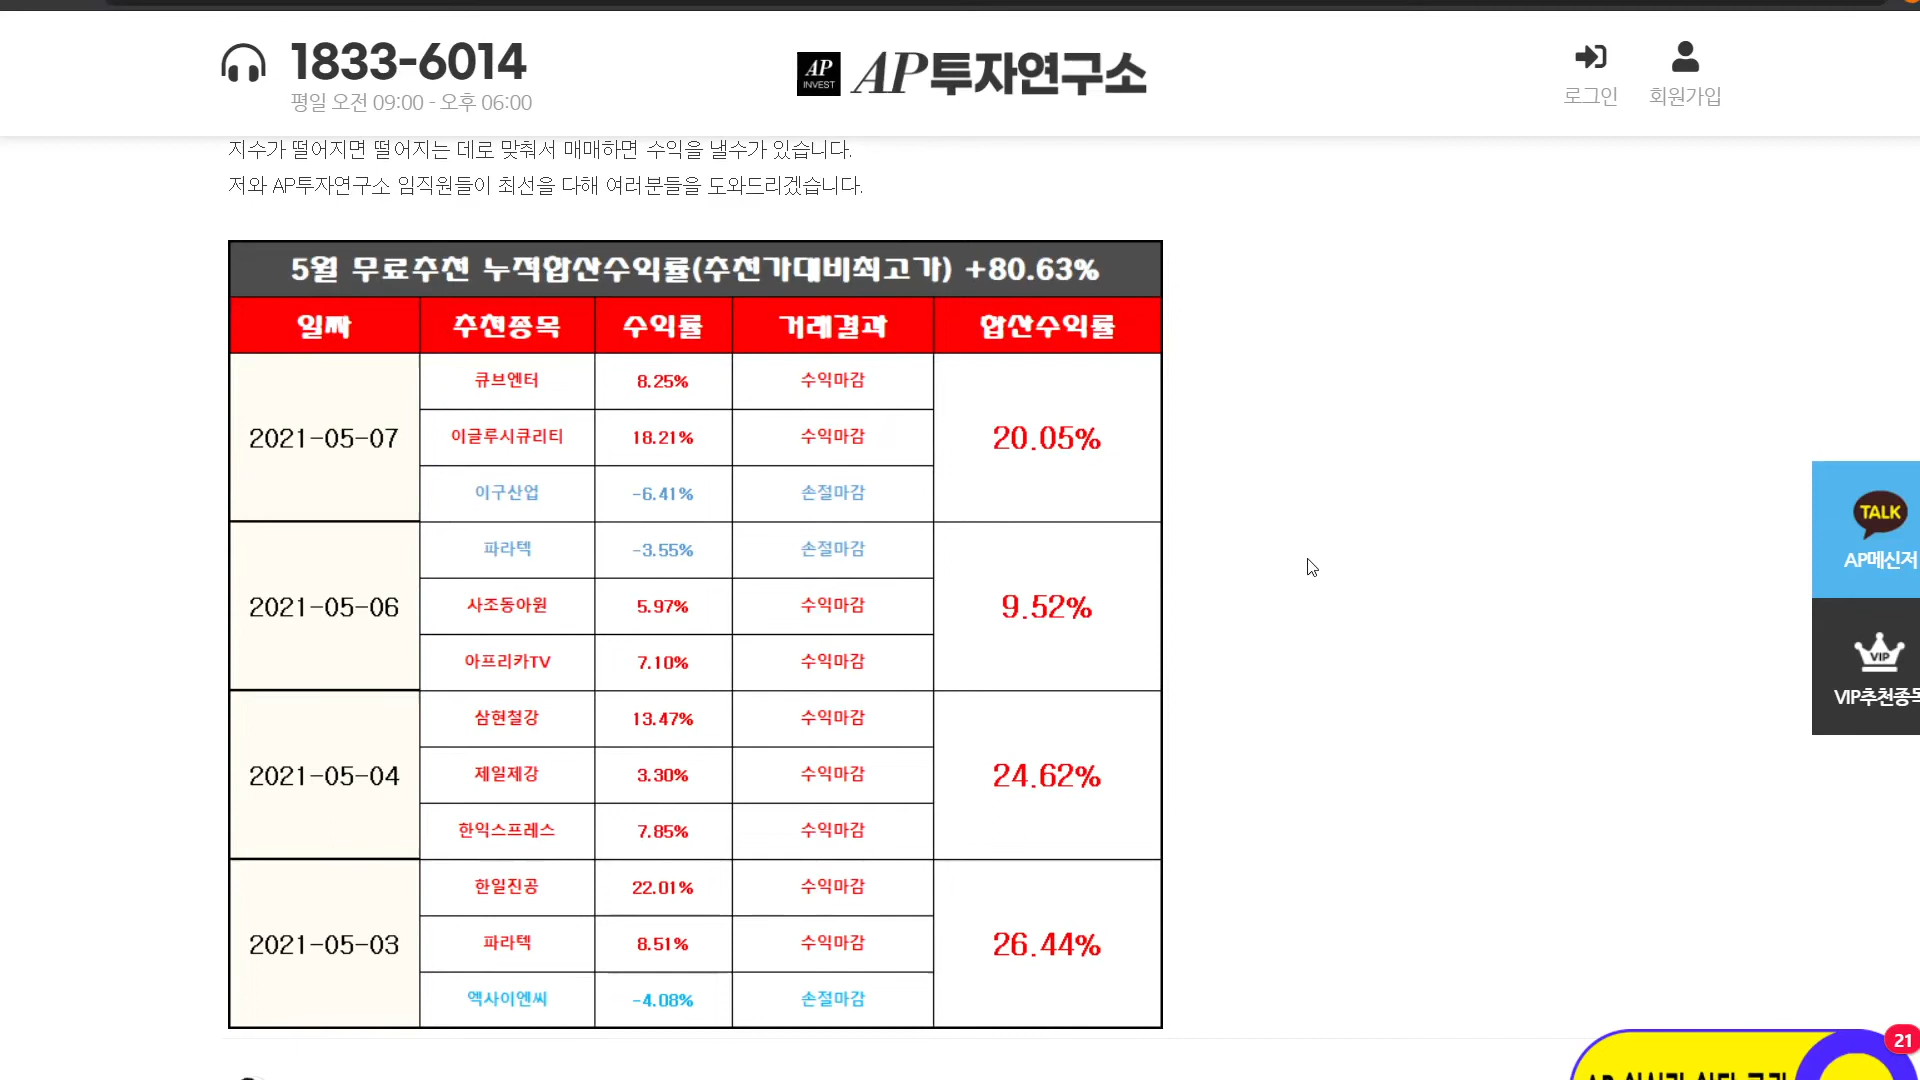 1833-6014
평일 오전 09:00 - 오후 06:00
AP
INVEST
AP투자연구소
로그인
회원가입
지수가 떨어지면 떨어지는 데로 맞춰서 매매하면 수익을 낼수가 있습니다.
저와 AP투자연구소 임직원들이 최선을 다해 여러분들을 도와드리겠습니다.
5월 무료추천 누적합산수익률(추천가대비최고가) +80.63%
일짜 추천종목 수익률 거래결과 합산수익률
2021-05-07 큐브엔터 8.25% 수익마감 20.05%
이글루시큐리티 18.21% 수익마감
이구산업 -6.41% 손절마감
2021-05-06 파라텍 -3.55% 손절마감 9.52%
사조동아원 5.97% 수익마감
아프리카TV 7.10% 수익마감
2021-05-04 삼현철강 13.47% 수익마감 24.62%
제일제강 3.30% 수익마감
한익스프레스 7.85% 수익마감
2021-05-03 한일진공 22.01% 수익마감 26.44%
파라텍 8.51% 수익마감
엑사이엔씨 -4.08% 손절마감
TALK
AP메신저
VIP
VIP추천종목
21